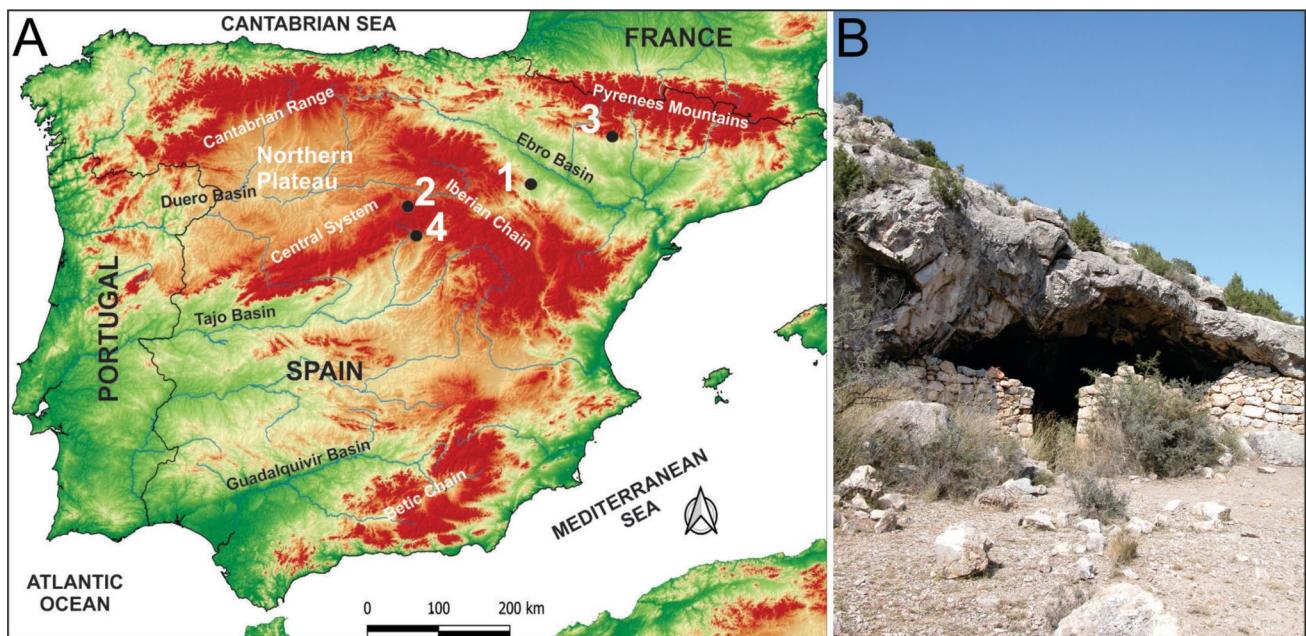 A
CANTABRIAN SEA
FRANCE
Cantabrian Range
Pyrenees Mountains
3
Ebro Basin
Northern
Plateau
1
Duero Basin
2
Iberian Chain
Central System
4
PORTUGAL
Tajo Basin
SPAIN
Guadalquivir Basin
Betic Chain
MEDITERRANEAN
SEA
ATLANTIC
OCEAN
0 100 200 km
B